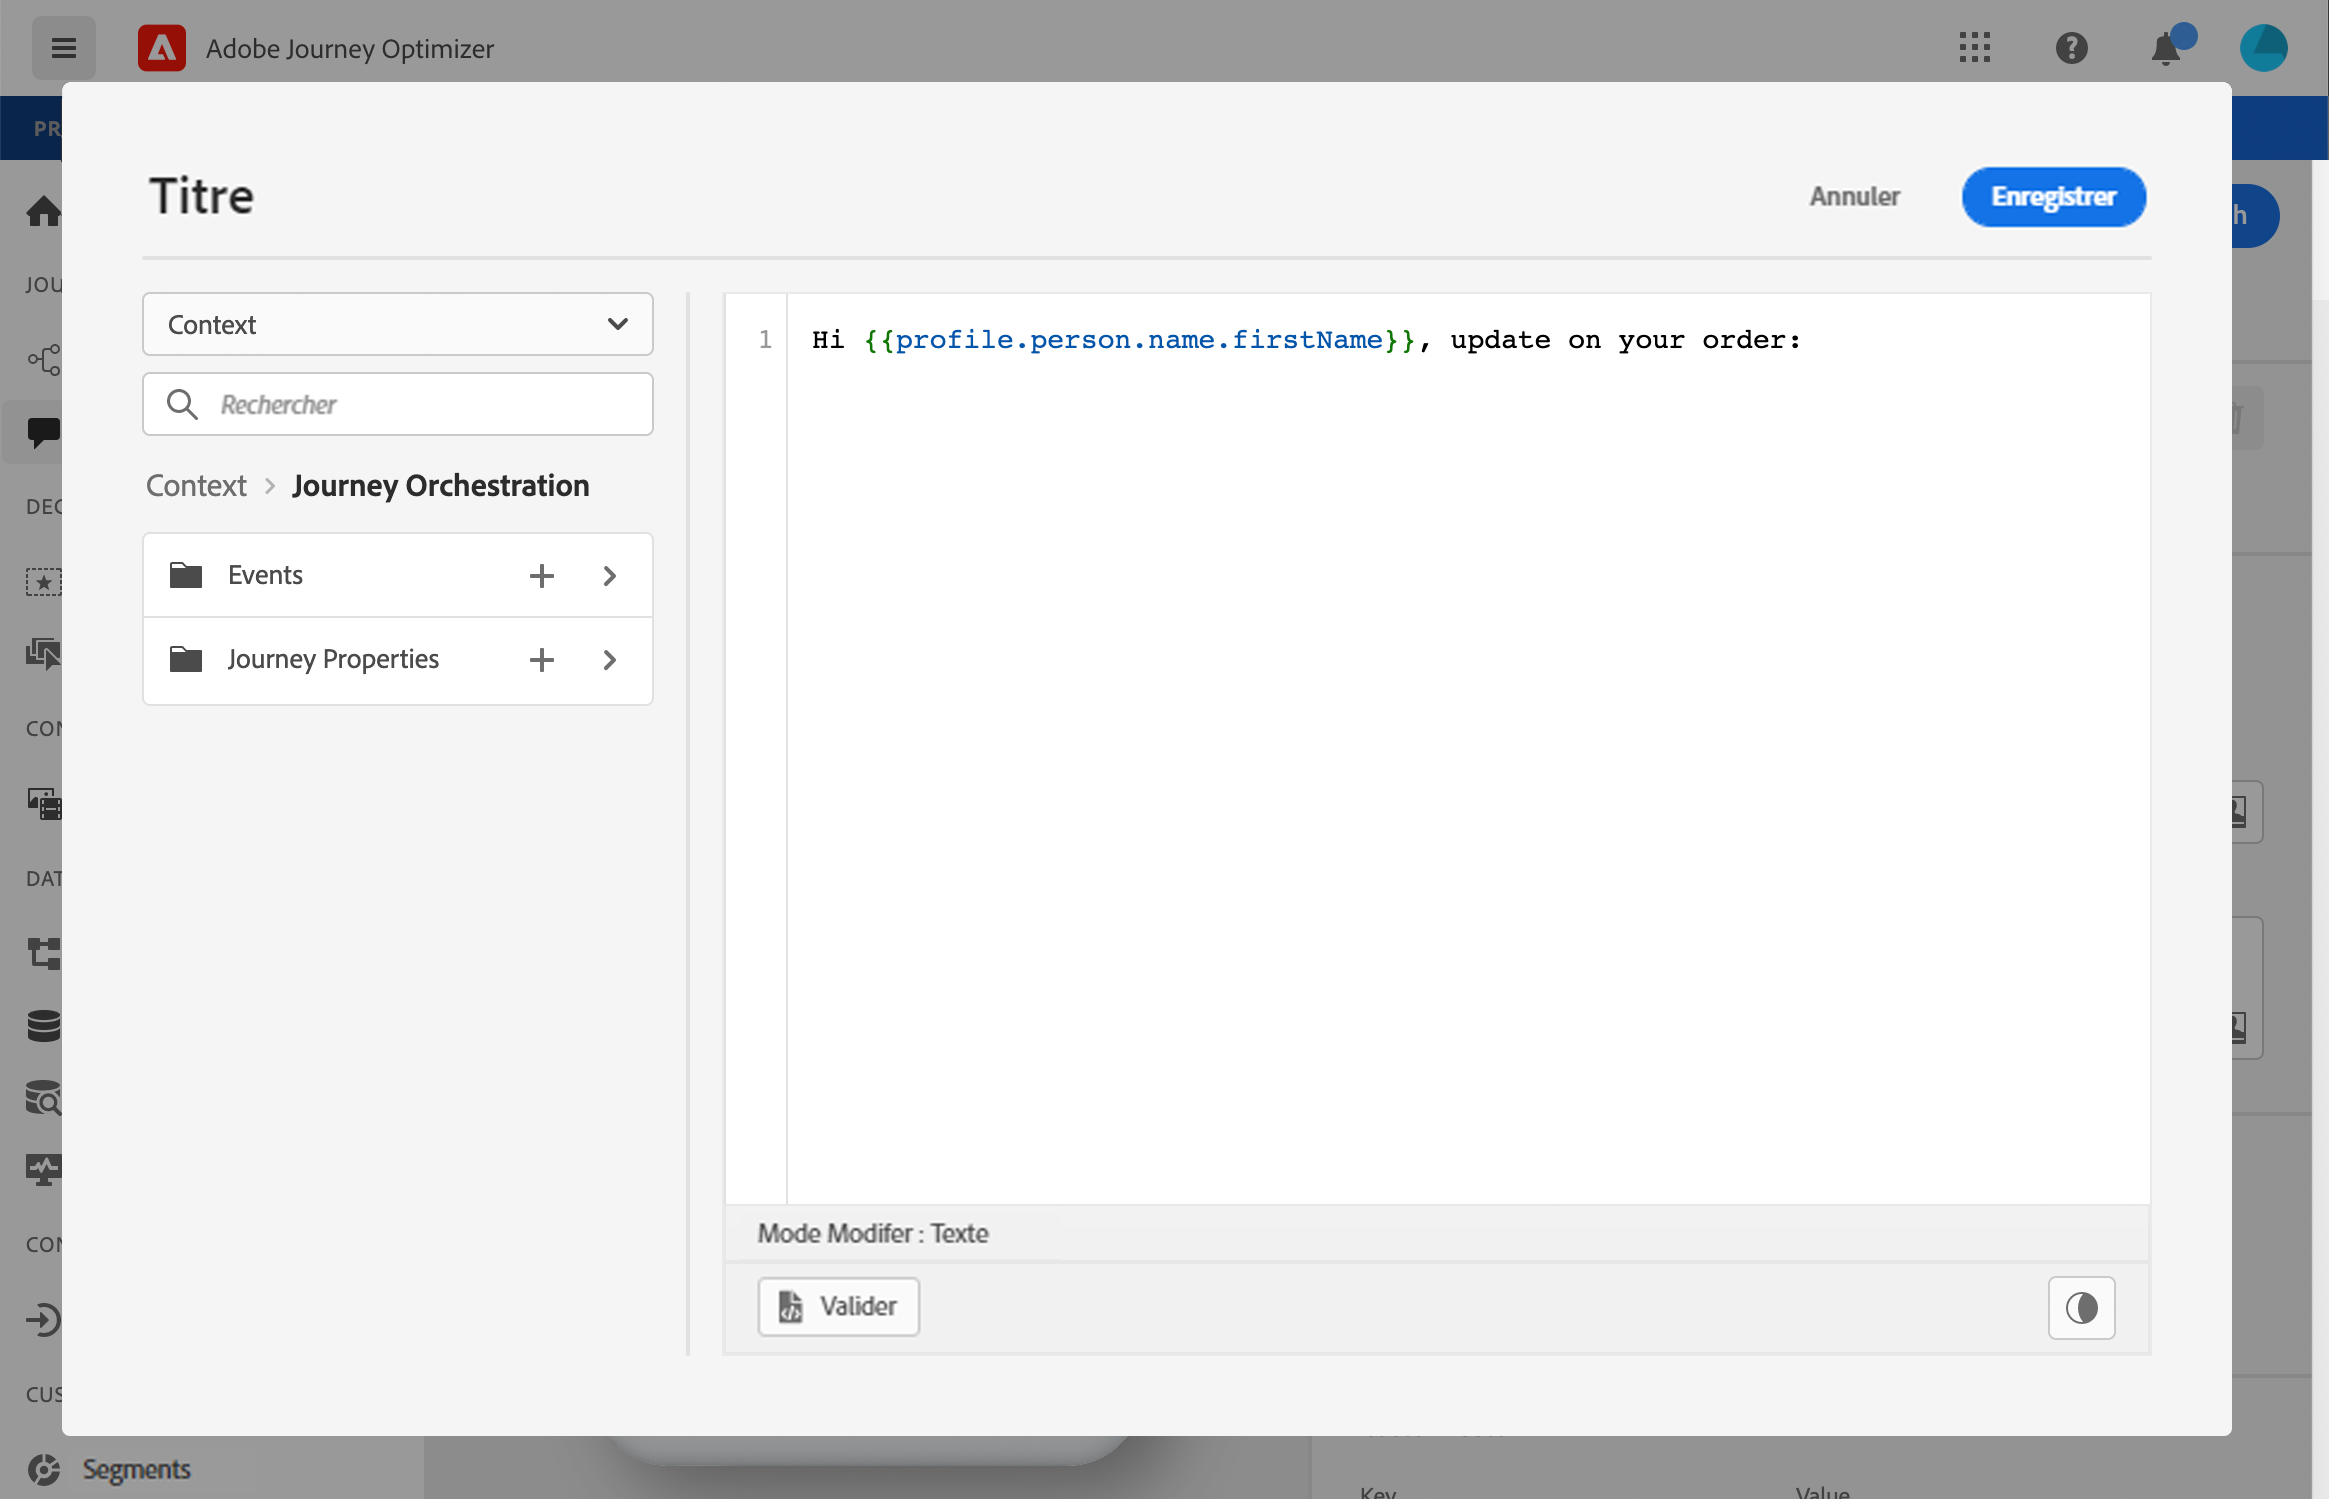 Adobe Journey Optimizer
PR
h
Titre
Annuler
Enregistrer
JOU
Context
1 Hi {{profile.person.name.firstName}}, update on your order:
Rechercher
Context > Journey Orchestration
DEC
Events
Journey Properties
CON
DAT
CON
Mode Modifer : Texte
Valider
CUS
Segments
Key
Value